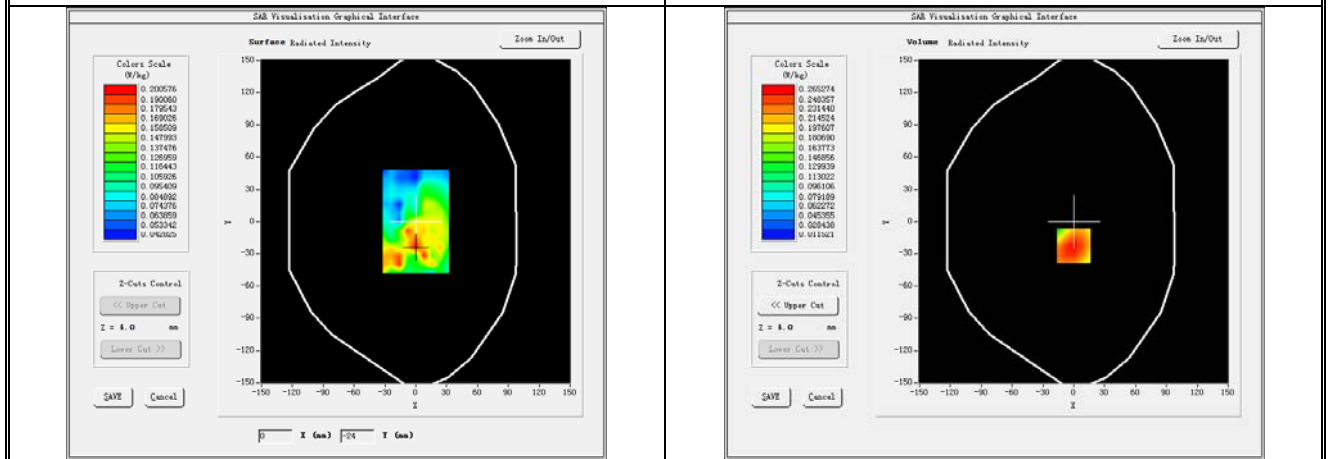 SAR Visualisation Graphical Interface
Surface Radiated Intensity
Zoom In/Out
Colors Scale
(W/kg)
0.200576
0.190060
0.179543
0.169026
0.158509
0.147993
0.137476
0.126959
0.116443
0.105926
0.095409
0.084892
0.074376
0.063859
0.053342
0.042825
Z-Cuts Control
<< Upper Cut
Z = 4.0 mm
Lower Cut >>
SAVE Cancel
150
120
90
60
30
0
-30
-60
-90
-120
-150
Y
-150 -120 -90 -60 -30 0 30 60 90 120 150
X
0 X (mm) -24 Y (mm)
SAR Visualisation Graphical Interface
Volume Radiated Intensity
Zoom In/Out
Colors Scale
(W/kg)
0.265274
0.248357
0.231440
0.214524
0.197607
0.180690
0.163773
0.146856
0.129939
0.113022
0.096106
0.079189
0.062272
0.045355
0.028438
0.011521
Z-Cuts Control
<< Upper Cut
Z = 4.0 mm
Lower Cut >>
SAVE Cancel
150
120
90
60
30
0
-30
-60
-90
-120
-150
Y
-150 -120 -90 -60 -30 0 30 60 90 120 150
X